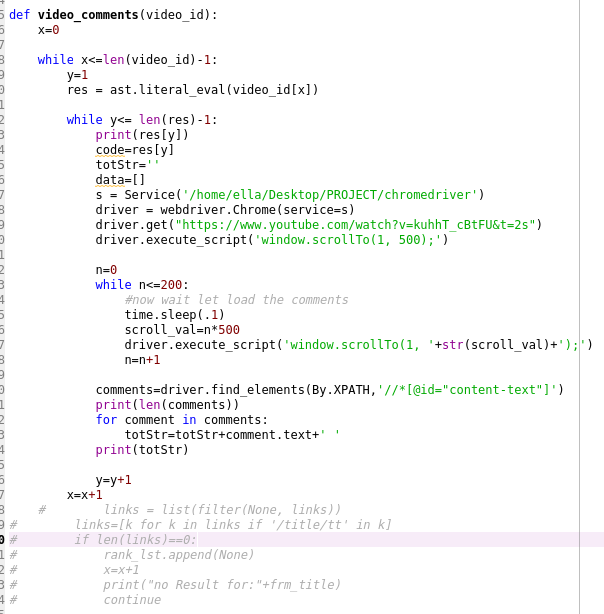 def video_comments(video_id):
    x=0

    while x<=len(video_id)-1:
        y=1
        res = ast.literal_eval(video_id[x])

        while y<= len(res)-1:
            print(res[y])
            code=res[y]
            totStr=''
            data=[]
            s = Service('/home/ella/Desktop/PROJECT/chromedriver')
            driver = webdriver.Chrome(service=s)
            driver.get("https://www.youtube.com/watch?v=kuhhT_cBtFU&t=2s")
            driver.execute_script('window.scrollTo(1, 500);')

            n=0
            while n<=200:
                #now wait let load the comments
                time.sleep(.1)
                scroll_val=n*500
                driver.execute_script('window.scrollTo(1, '+str(scroll_val)+');')
                n=n+1

            comments=driver.find_elements(By.XPATH,'//*[@id="content-text"]')
            print(len(comments))
            for comment in comments:
                totStr=totStr+comment.text+' '
            print(totStr)

            y=y+1
        x=x+1
    #        links = list(filter(None, links))
#        links=[k for k in links if '/title/tt' in k]
#        if len(links)==0:
#            rank_lst.append(None)
#            x=x+1
#            print("no Result for:"+frm_title)
#            continue